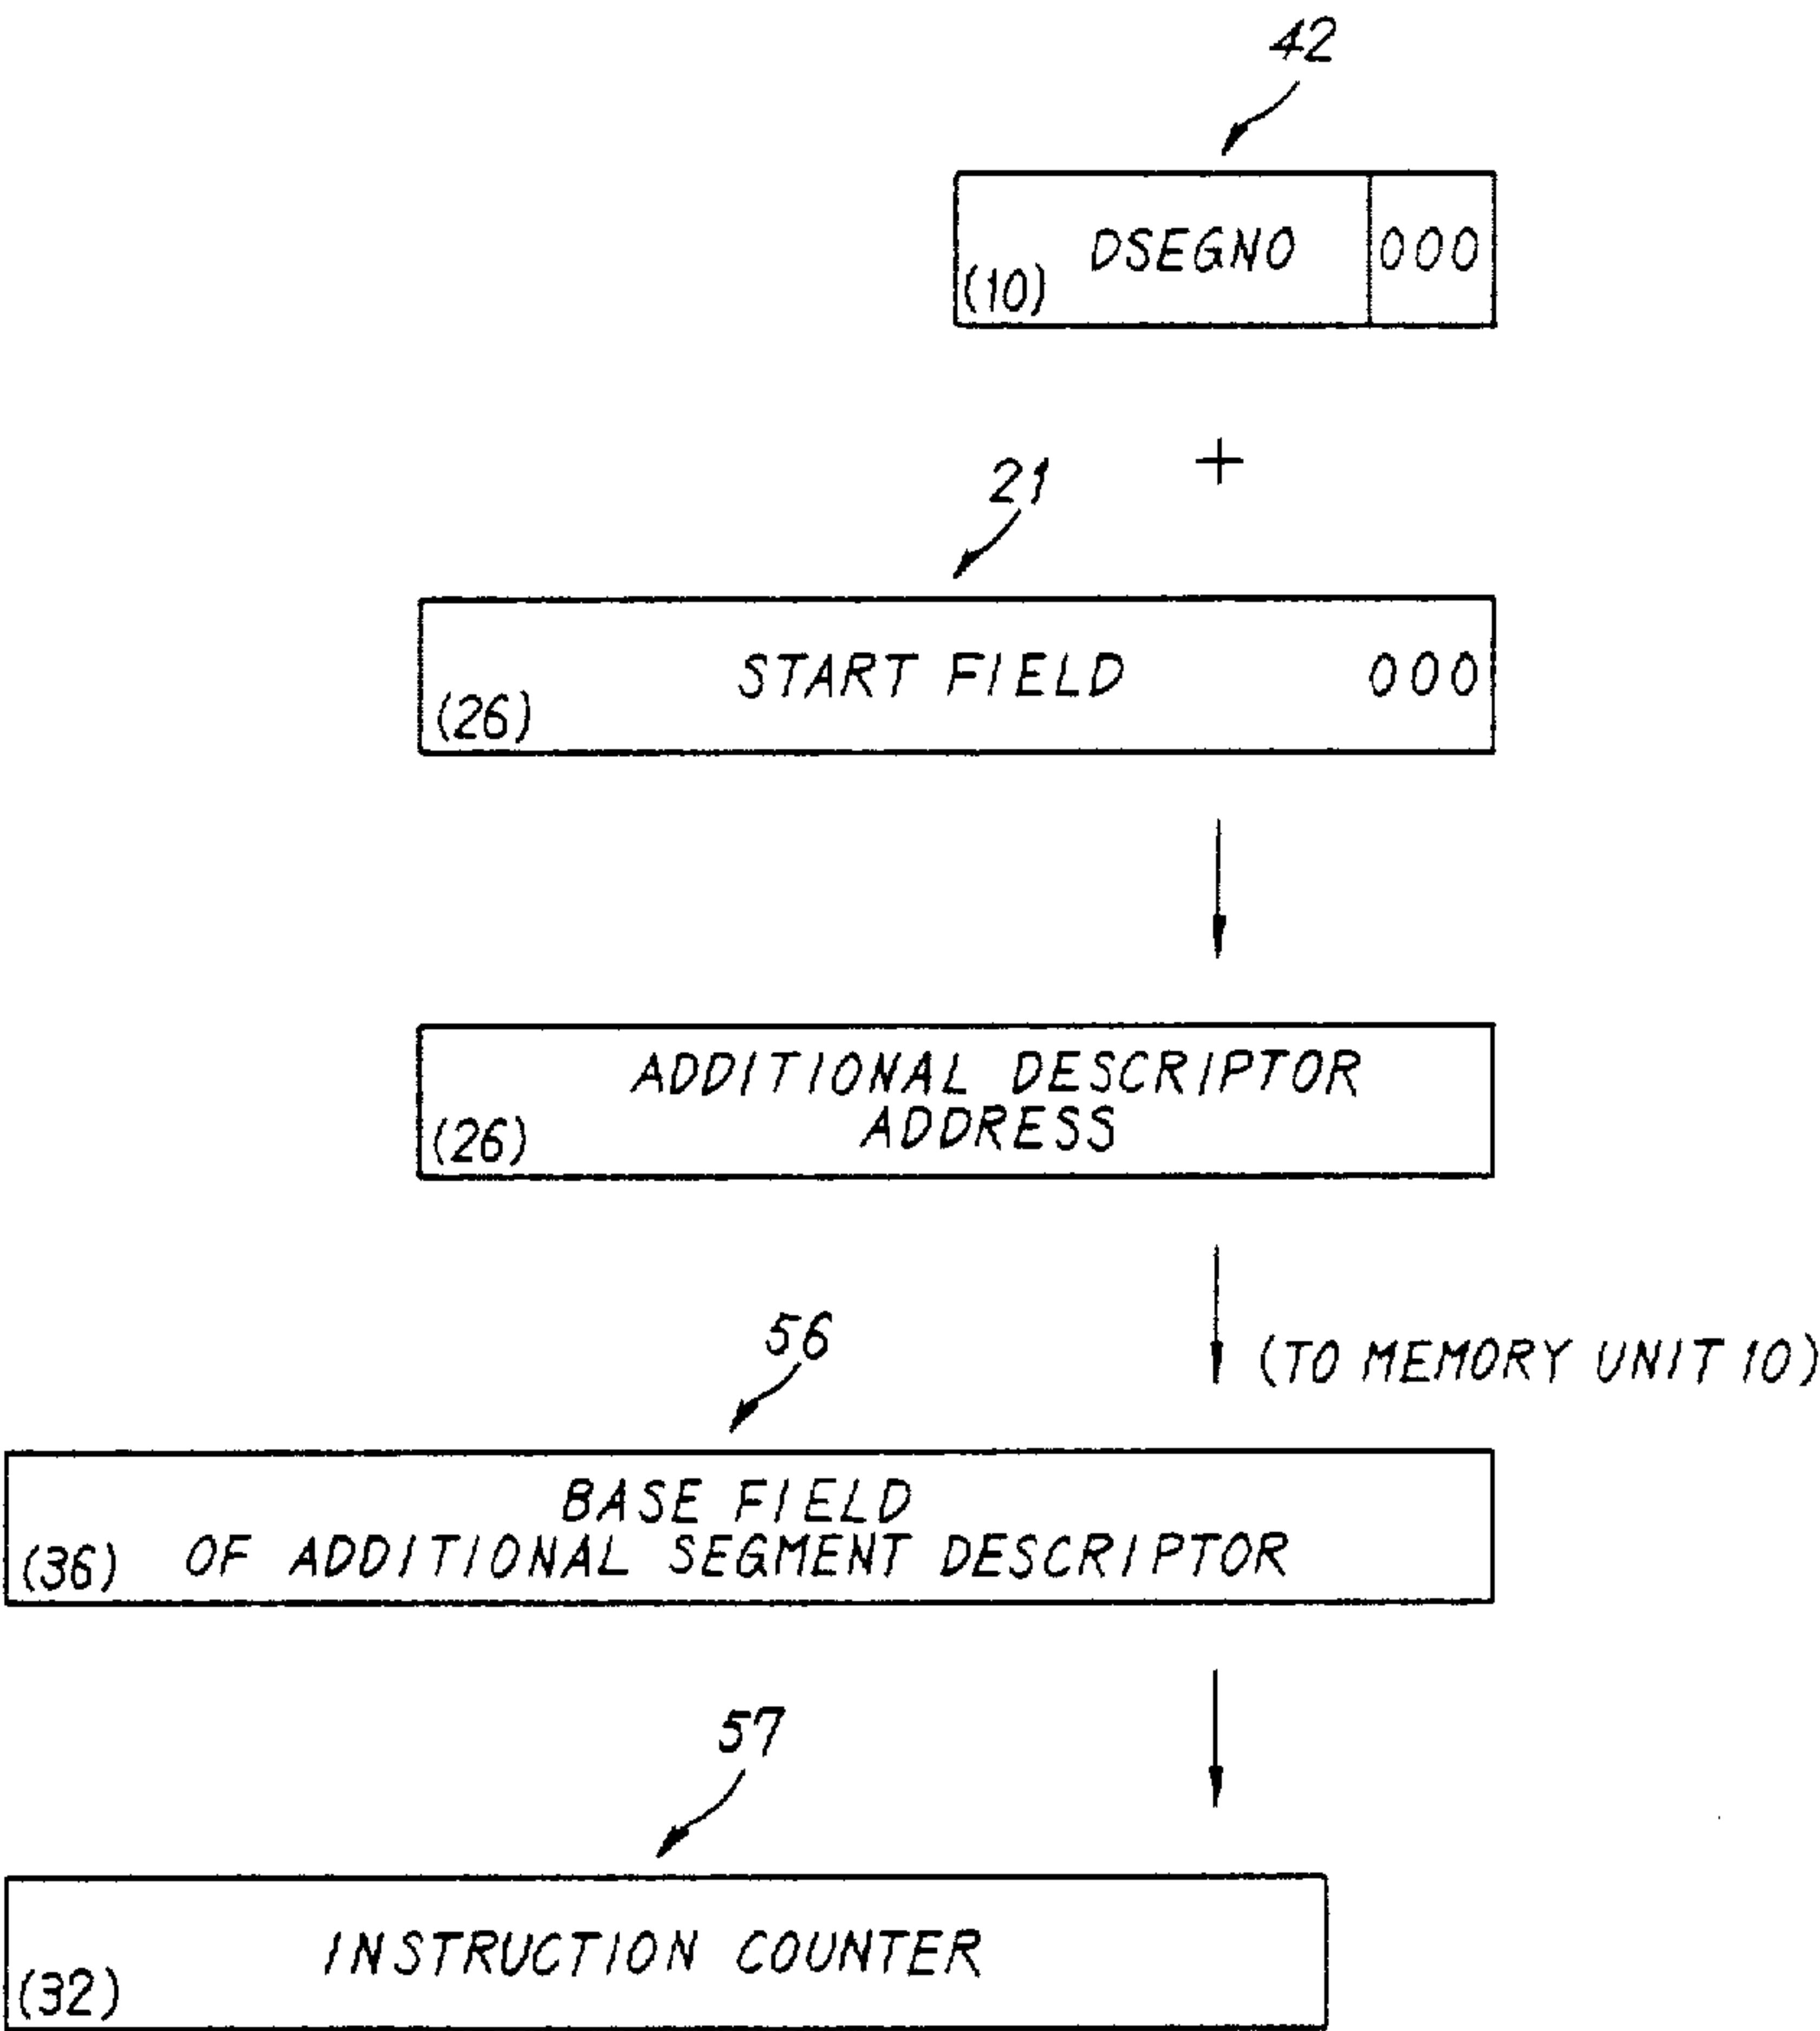 42
DSEGNO 000
(10)
+
21
START FIELD 000
(26)
ADDITIONAL DESCRIPTOR
ADDRESS
(26)
56
(TO MEMORY UNIT 10)
BASE FIELD
(36) OF ADDITIONAL SEGMENT DESCRIPTOR
57
INSTRUCTION COUNTER
(32)